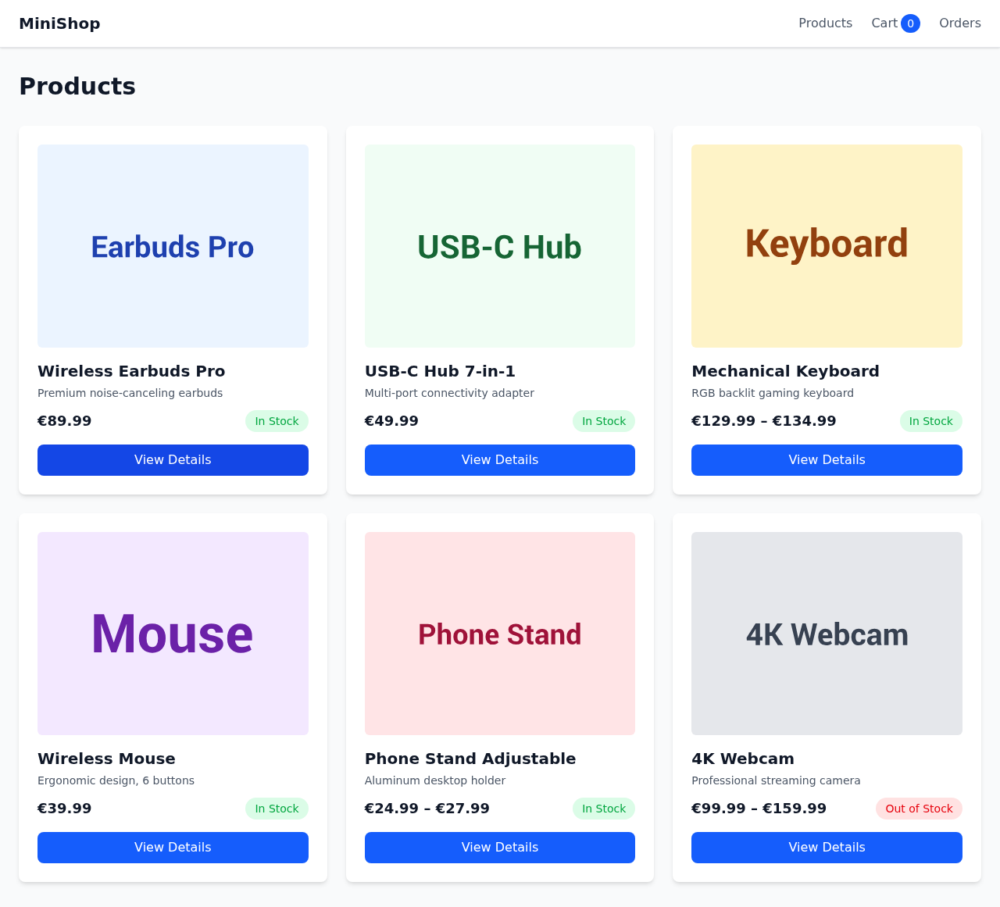 MiniShop
Products
Cart 0
Orders
Products
Earbuds Pro
Wireless Earbuds Pro
Premium noise-canceling earbuds
€89.99
In Stock
View Details
USB-C Hub
USB-C Hub 7-in-1
Multi-port connectivity adapter
€49.99
In Stock
View Details
Keyboard
Mechanical Keyboard
RGB backlit gaming keyboard
€129.99 – €134.99
In Stock
View Details
Mouse
Wireless Mouse
Ergonomic design, 6 buttons
€39.99
In Stock
View Details
Phone Stand
Phone Stand Adjustable
Aluminum desktop holder
€24.99 – €27.99
In Stock
View Details
4K Webcam
4K Webcam
Professional streaming camera
€99.99 – €159.99
Out of Stock
View Details